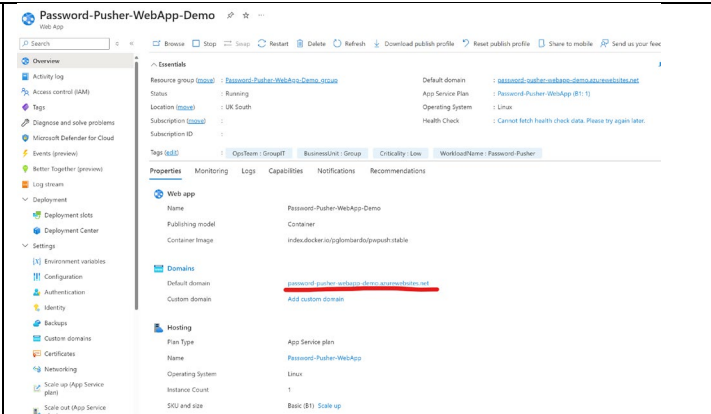 Password-Pusher-WebApp-Demo
Web App
Search
Browse Stop Swap Restart Delete Refresh Download publish profile Reset publish profile Share to mobile Send us your feec
Overview
Activity log
Access control (IAM)
Tags
Diagnose and solve problems
Microsoft Defender for Cloud
Events (preview)
Better Together (preview)
Log stream
Deployment
Deployment slots
Deployment Center
Settings
Environment variables
Configuration
Authentication
Identity
Backups
Custom domains
Certificates
Networking
Scale up (App Service
plan)
Scale out (App Service
Essentials
Resource group (move) : Password-Pusher-WebApp-Demo_group
Status : Running
Location (move) : UK South
Subscription (move) :
Subscription ID :
Default domain : password-pusher-webapp-demo.azurewebsites.net
App Service Plan : Password-Pusher-WebApp (B1: 1)
Operating System : Linux
Health Check : Cannot fetch health check data. Please try again later.
Tags (edit) : OpsTeam : GroupIT BusinessUnit : Group Criticality : Low WorkloadName : Password-Pusher
Properties Monitoring Logs Capabilities Notifications Recommendations
Web app
Name Password-Pusher-WebApp-Demo
Publishing model Container
Container Image index.docker.io/pglombardo/pwpush:stable
Domains
Default domain password-pusher-webapp-demo.azurewebsites.net
Custom domain Add custom domain
Hosting
Plan Type App Service plan
Name Password-Pusher-WebApp
Operating System Linux
Instance Count 1
SKU and size Basic (B1) Scale up